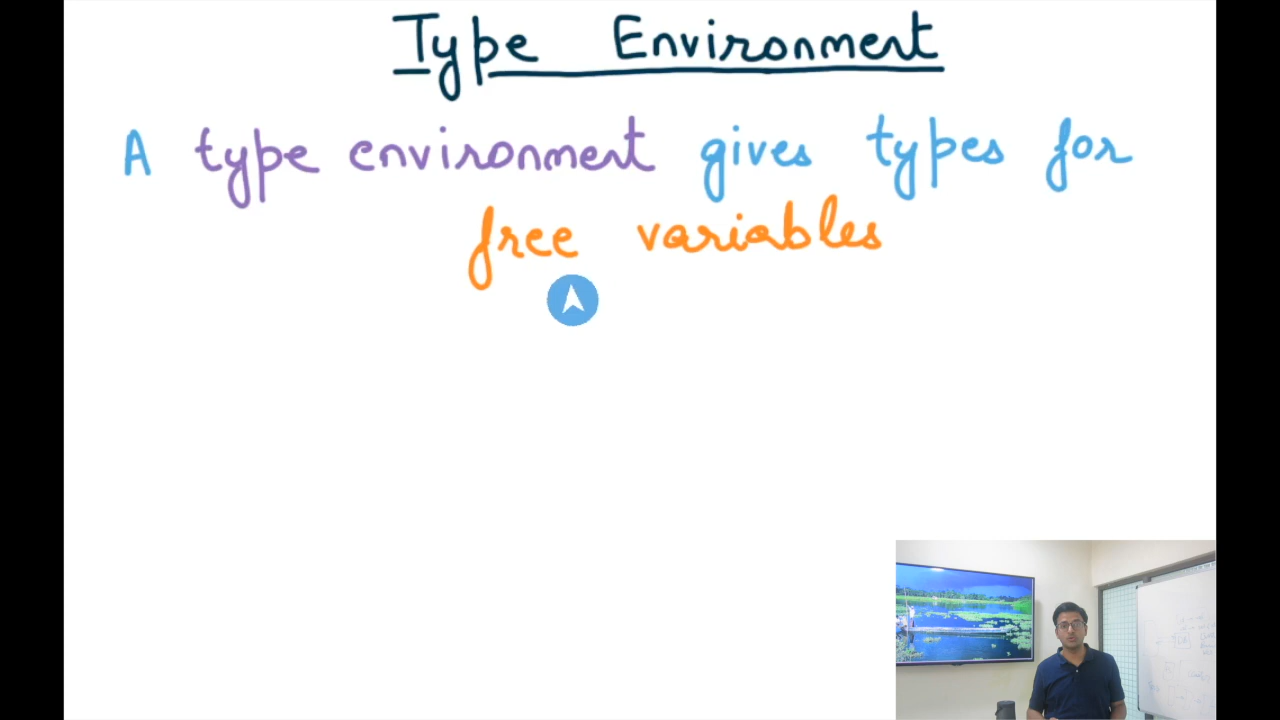 Type Environment
A type environment gives types for
free variables